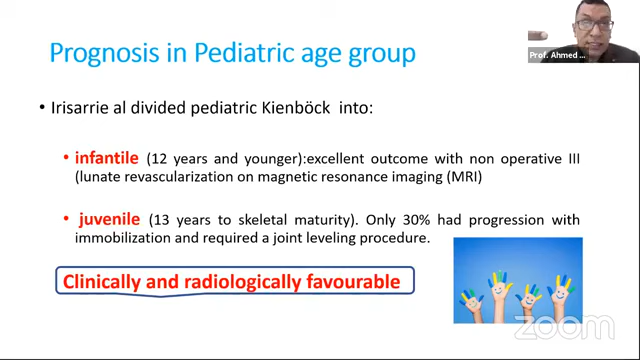 Prof. Ahmed ...
Prognosis in Pediatric age group
• Irisarrie al divided pediatric Kienböck into:
• infantile (12 years and younger):excellent outcome with non operative III
(lunate revascularization on magnetic resonance imaging (MRI)
• juvenile (13 years to skeletal maturity). Only 30% had progression with
immobilization and required a joint leveling procedure.
Clinically and radiologically favourable
zoom